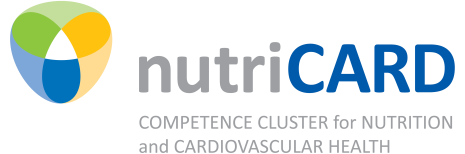 nutriCARD
COMPETENCE CLUSTER for NUTRITION
and CARDIOVASCULAR HEALTH